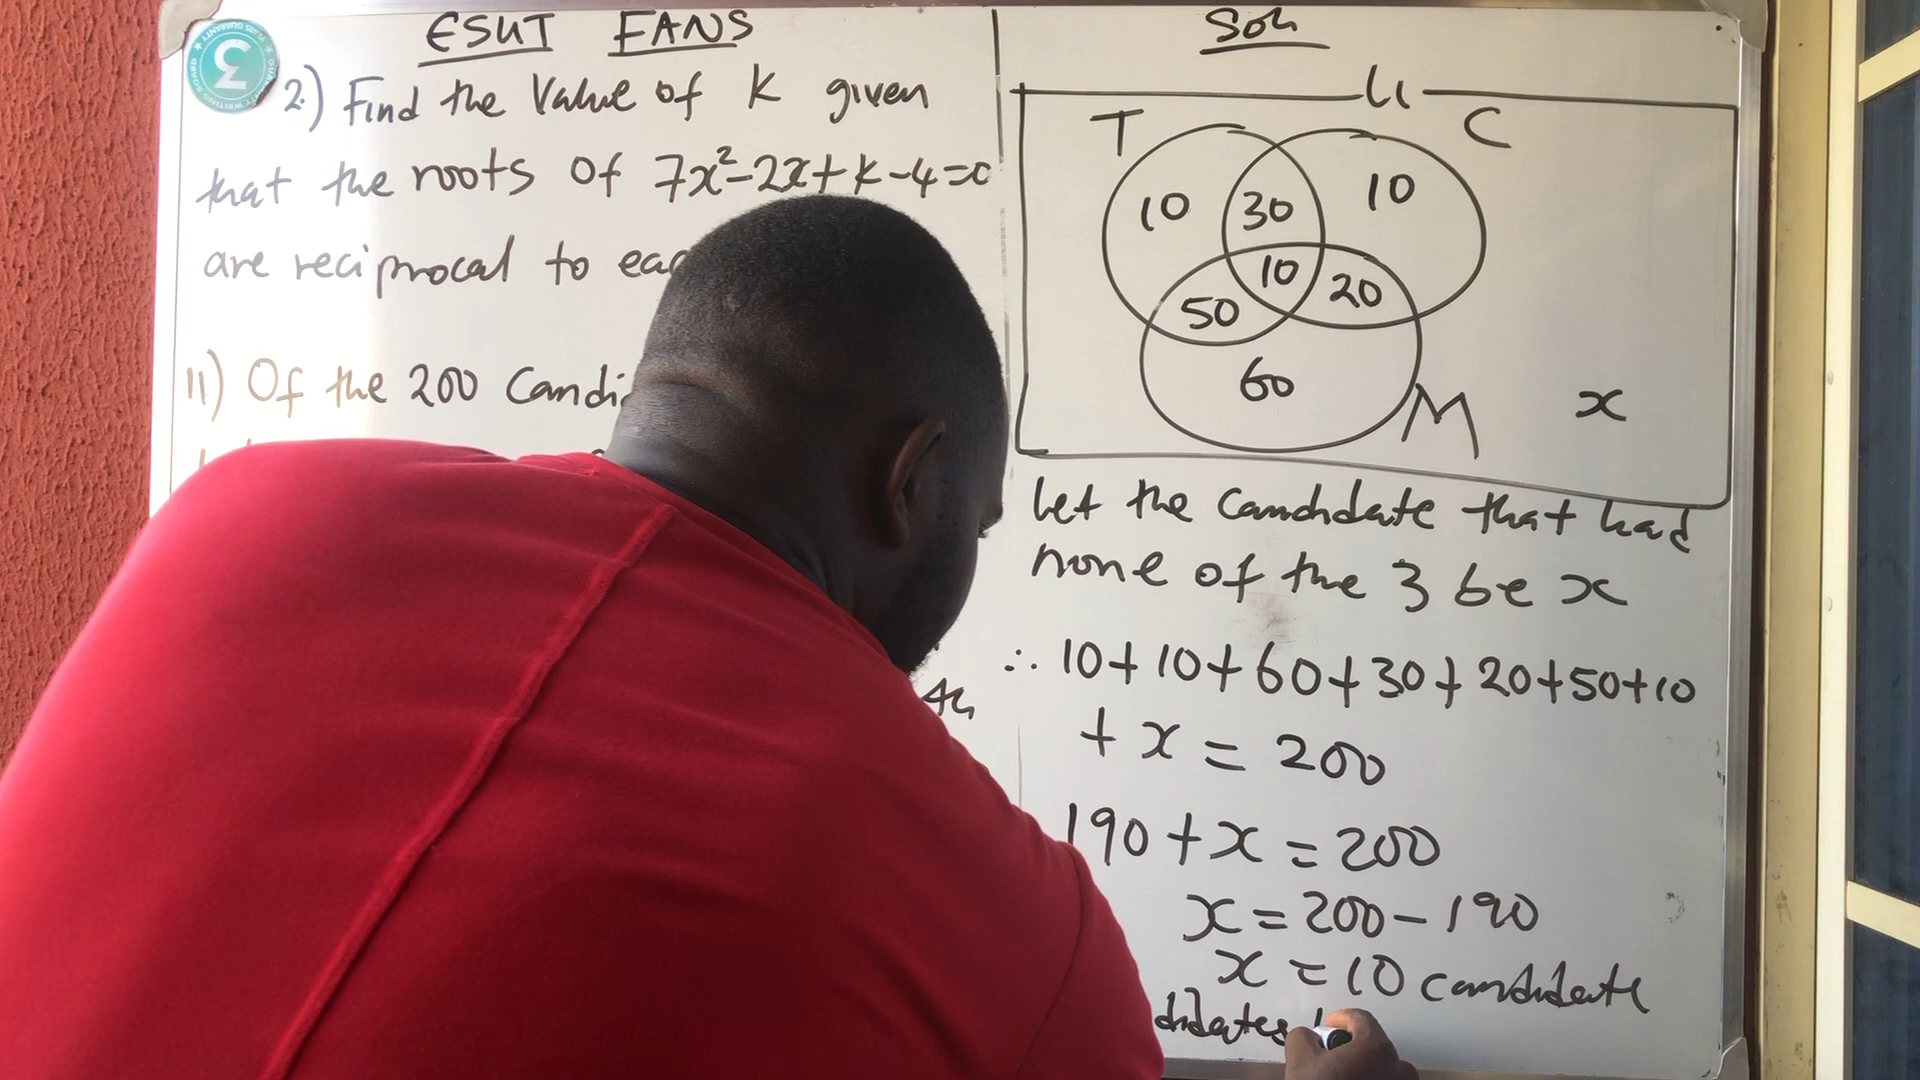 ESUT FANS
2.) Find the Value of K given
that the roots of 7x²-2x+k-4=0
are reciprocal to
11) Of the 200
Soln
U
T C
10 30 10
10
50 20
60
M x
Let the candidate that had
none of the 3 be x
∴ 10+10+60+30+20+50+10
+ x = 200
190 + x = 200
x = 200 - 190
x = 10 candidate